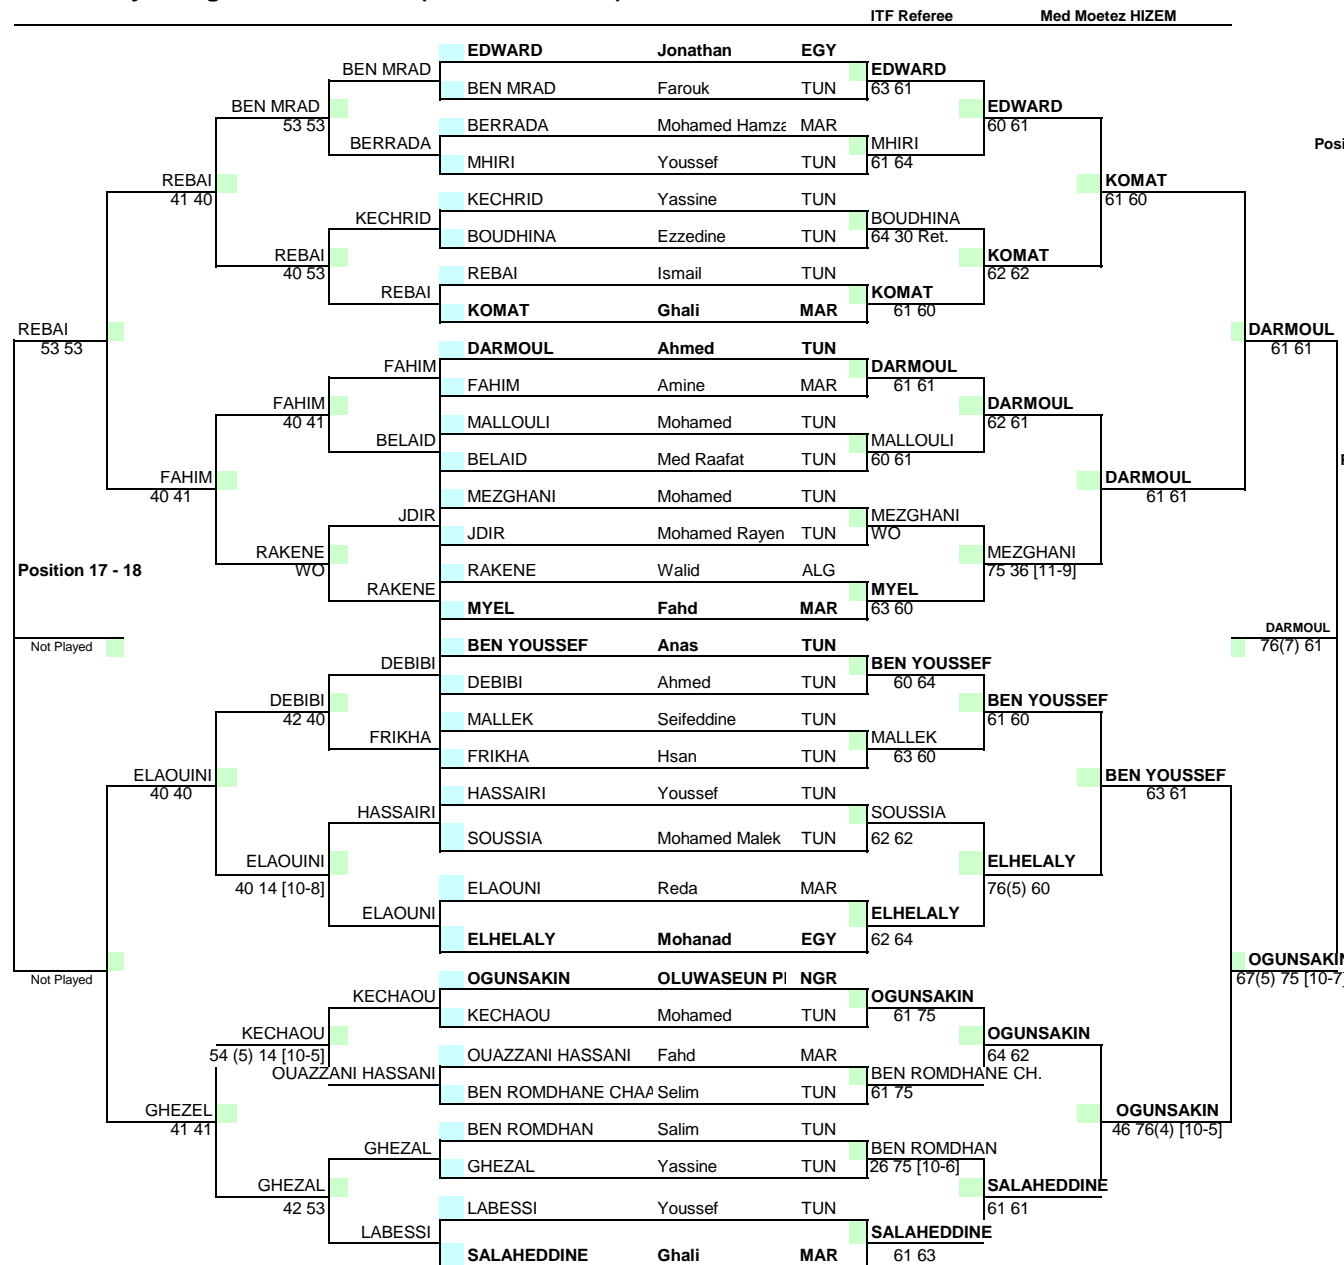 ITF Referee Med Moetez HIZEM
EDWARD Jonathan EGY
BEN MRAD EDWARD
BEN MRAD Farouk TUN 63 61
BEN MRAD EDWARD
53 53 BERRADA Mohamed Hamza MAR 60 61
BERRADA MHIRI
MHIRI Youssef TUN 61 64
REBAI KOMAT
41 40 KECHRID Yassine TUN 61 60
KECHRID BOUDHINA
BOUDHINA Ezzedine TUN 64 30 Ret.
REBAI KOMAT
40 53 REBAI Ismail TUN 62 62
REBAI KOMAT
KOMAT Ghali MAR 61 60
REBAI DARMOUL
53 53 DARMOUL Ahmed TUN 61 61
FAHIM DARMOUL
FAHIM Amine MAR 61 61
FAHIM DARMOUL
40 41 MALLOULI Mohamed TUN 62 61
BELAID MALLOULI
BELAID Med Raafat TUN 60 61
FAHIM DARMOUL
40 41 MEZGHANI Mohamed TUN 61 61
JDIR MEZGHANI
JDIR Mohamed Rayen TUN WO
RAKENE MEZGHANI
Position 17 - 18 WO RAKENE Walid ALG 75 36 [11-9]
RAKENE MYEL
MYEL Fahd MAR 63 60
DARMOUL
Not Played BEN YOUSSEF Anas TUN 76(7) 61
DEBIBI BEN YOUSSEF
DEBIBI Ahmed TUN 60 64
DEBIBI BEN YOUSSEF
42 40 MALLEK Seifeddine TUN 61 60
FRIKHA MALLEK
FRIKHA Hsan TUN 63 60
ELAOUINI BEN YOUSSEF
40 40 HASSAIRI Youssef TUN 63 61
HASSAIRI SOUSSIA
SOUSSIA Mohamed Malek TUN 62 62
ELAOUINI ELHELALY
40 14 [10-8] ELAOUNI Reda MAR 76(5) 60
ELAOUNI ELHELALY
ELHELALY Mohanad EGY 62 64
OGUNSAKIN
Not Played OGUNSAKIN OLUWASEUN NGR 67(5) 75 [10-7]
KECHAOU OGUNSAKIN
KECHAOU Mohamed TUN 61 75
KECHAOU OGUNSAKIN
54 (5) 14 [10-5] OUAZZANI HASSANI Fahd MAR 64 62
OUAZZANI HASSANI BEN ROMDHANE CH.
BEN ROMDHANE CHAA Selim TUN 61 75
GHEZEL OGUNSAKIN
41 41 BEN ROMDHAN Salim TUN 46 76(4) [10-5]
GHEZAL BEN ROMDHAN
GHEZAL Yassine TUN 26 75 [10-6]
GHEZAL SALAHEDDINE
42 53 LABESSI Youssef TUN 61 61
LABESSI SALAHEDDINE
SALAHEDDINE Ghali MAR 61 63